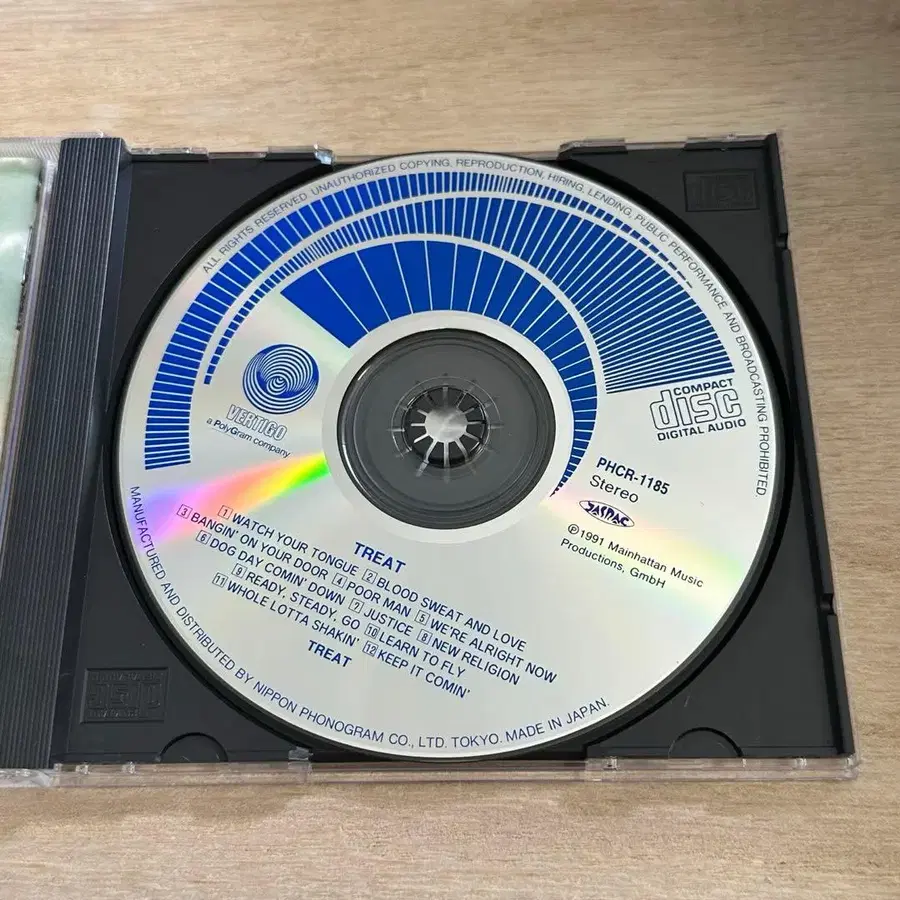 ALL RIGHTS RESERVED. UNAUTHORIZED COPYING, REPRODUCTION, HIRING, LENDING, PUBLIC PERFORMANCE AND BROADCASTING PROHIBITED.
VERTIGO
a PolyGram company
COMPACT
disc
DIGITAL AUDIO
PHCR-1185
Stereo
JASRAC
℗1991 Mainhattan Music
Productions, GmbH
TREAT
1 WATCH YOUR TONGUE 2 BLOOD SWEAT AND LOVE
3 BANGIN' ON YOUR DOOR 4 POOR MAN 5 WE'RE ALRIGHT NOW
6 DOG DAY COMIN' DOWN 7 JUSTICE 8 NEW RELIGION
9 READY, STEADY, GO 10 LEARN TO FLY
11 WHOLE LOTTA SHAKIN' 12 KEEP IT COMIN'
TREAT
MANUFACTURED AND DISTRIBUTED BY NIPPON PHONOGRAM CO., LTD. TOKYO. MADE IN JAPAN.